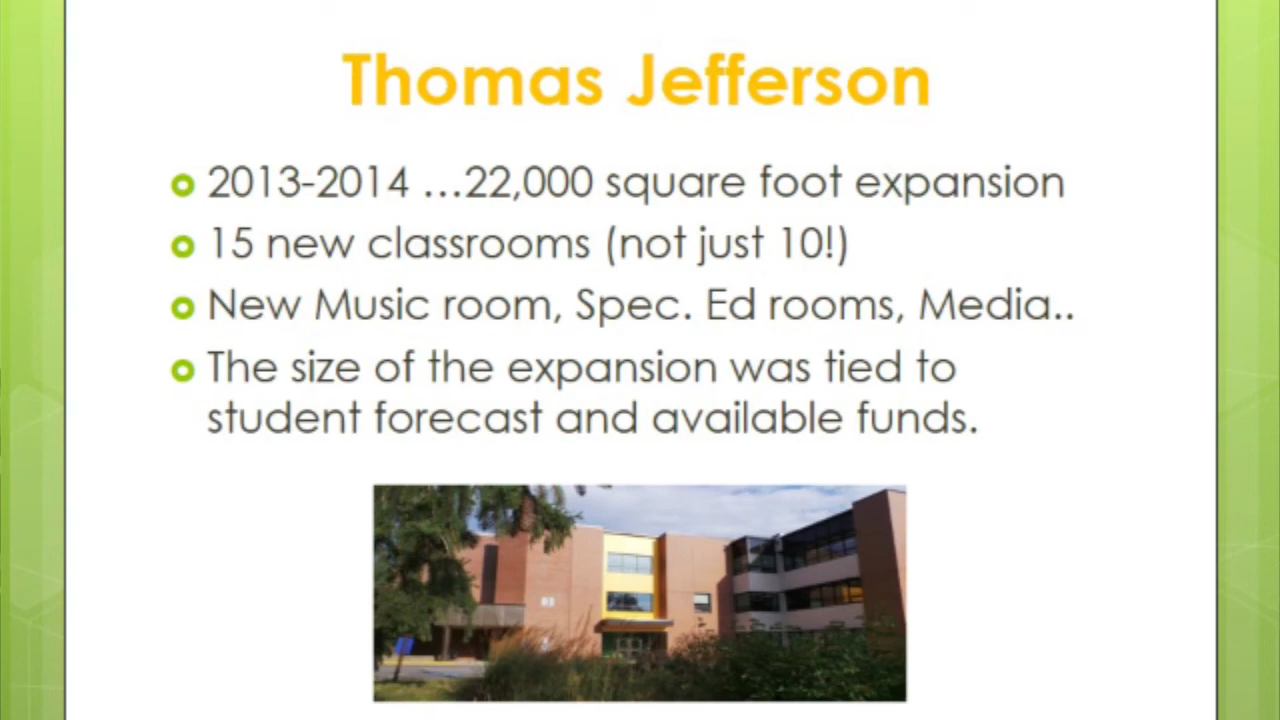 Thomas Jefferson
2013-2014 ...22,000 square foot expansion
15 new classrooms (not just 10!)
New Music room, Spec. Ed rooms, Media..
The size of the expansion was tied to
student forecast and available funds.